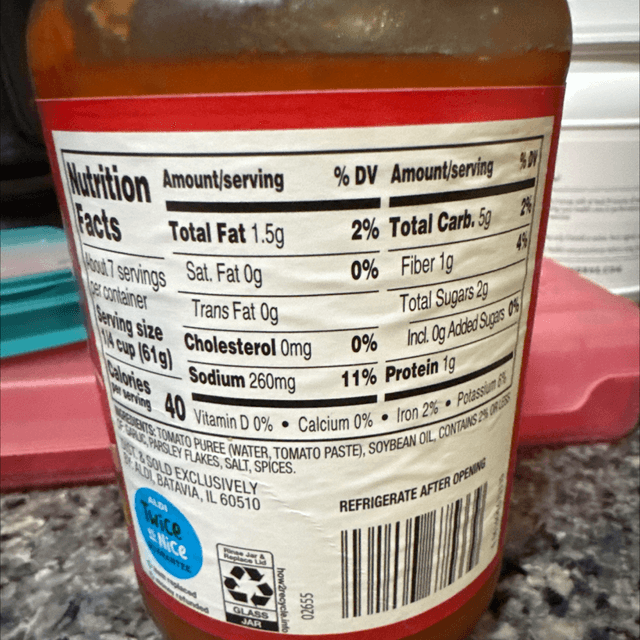 Nutrition Facts
About 7 servings per container
Serving size
1/4 cup (61g)
Calories per serving 40
Amount/serving % DV
Total Fat 1.5g 2%
Sat. Fat 0g 0%
Trans Fat 0g
Cholesterol 0mg 0%
Sodium 260mg 11%
Amount/serving % DV
Total Carb. 5g 2%
Fiber 1g 4%
Total Sugars 2g
Incl. 0g Added Sugars 0%
Protein 1g
Vitamin D 0% • Calcium 0% • Iron 2% • Potassium 6%
INGREDIENTS: TOMATO PUREE (WATER, TOMATO PASTE), SOYBEAN OIL, CONTAINS 2% OR LESS
OF GARLIC, PARSLEY FLAKES, SALT, SPICES.
DIST. & SOLD EXCLUSIVELY
BY: ALDI, BATAVIA, IL 60510
REFRIGERATE AFTER OPENING
ALDI
Twice
as Nice
GUARANTEE
replaced
refunded
Rinse Jar &
Replace Lid
GLASS
JAR
how2recycle.info
02655